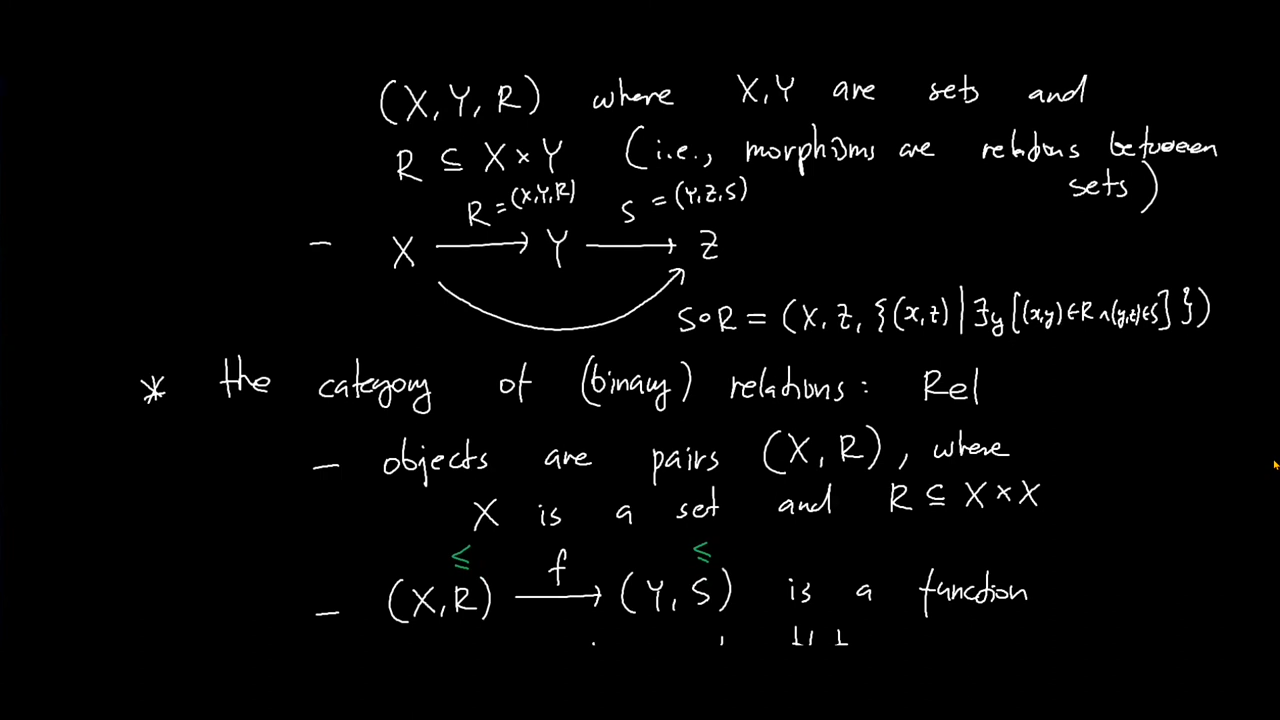 (X, Y, R) where X, Y are sets and
R ⊆ X × Y (i.e., morphisms are relations between
sets)
R = (X,Y,R) S = (Y,Z,S)
– X ⟶ Y ⟶ Z
S∘R = (X, Z, {(x,z) | ∃y [(x,y)∈R ∧ (y,z)∈S] })
* the category of (binary) relations: Rel
– objects are pairs (X, R), where
X is a set and R ⊆ X × X
≤ f ≤
– (X, R) ⟶ (Y, S) is a function